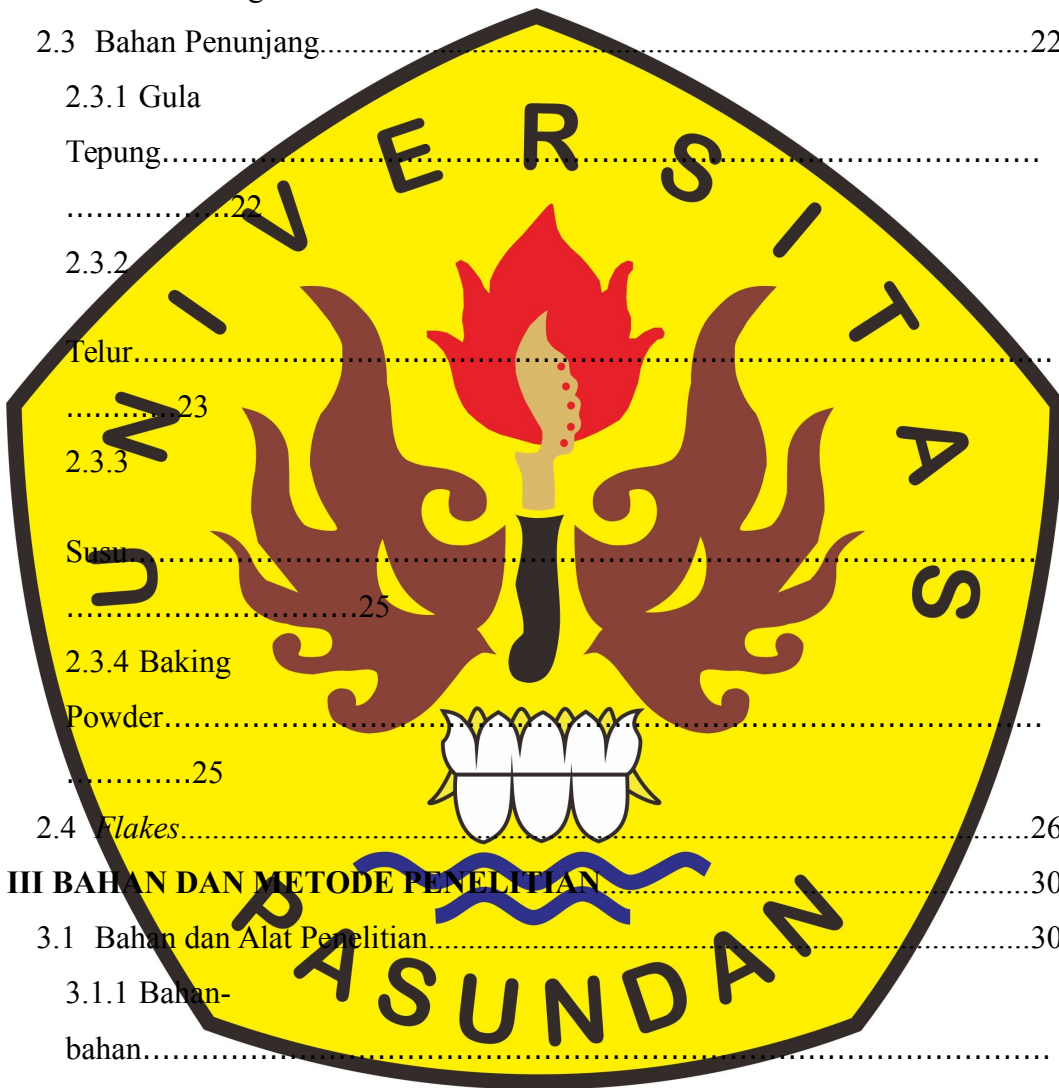 2.3 Bahan Penunjang..........22
2.3.1 Gula
Tepung..........
..........22
2.3.2
Telur..........
..........23
2.3.3
Susu..........
..........25
2.3.4 Baking
Powder..........
..........25
2.4 Flakes..........26
III BAHAN DAN METODE PENELITIAN..........30
3.1 Bahan dan Alat Penelitian..........30
3.1.1 Bahan-
bahan..........
UNIVERSITAS
PASUNDAN